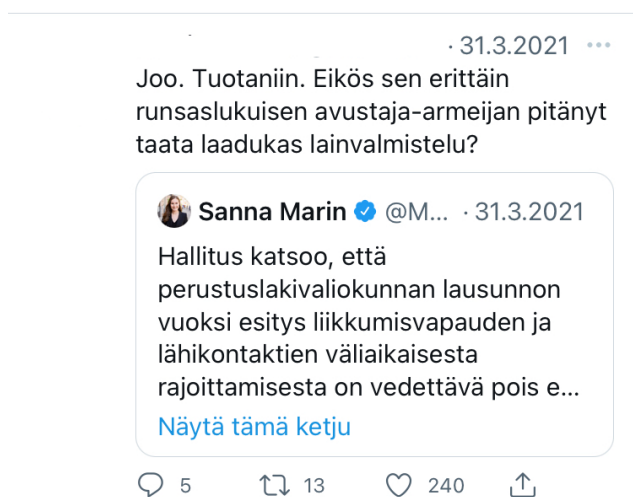 · 31.3.2021
Joo. Tuotaniin. Eikös sen erittäin
runsaslukuisen avustaja-armeijan pitänyt
taata laadukas lainvalmistelu?
Sanna Marin @M... · 31.3.2021
Hallitus katsoo, että
perustuslakivaliokunnan lausunnon
vuoksi esitys liikkumisvapauden ja
lähikontaktien väliaikaisesta
rajoittamisesta on vedettävä pois e...
Näytä tämä ketju
5 13 240